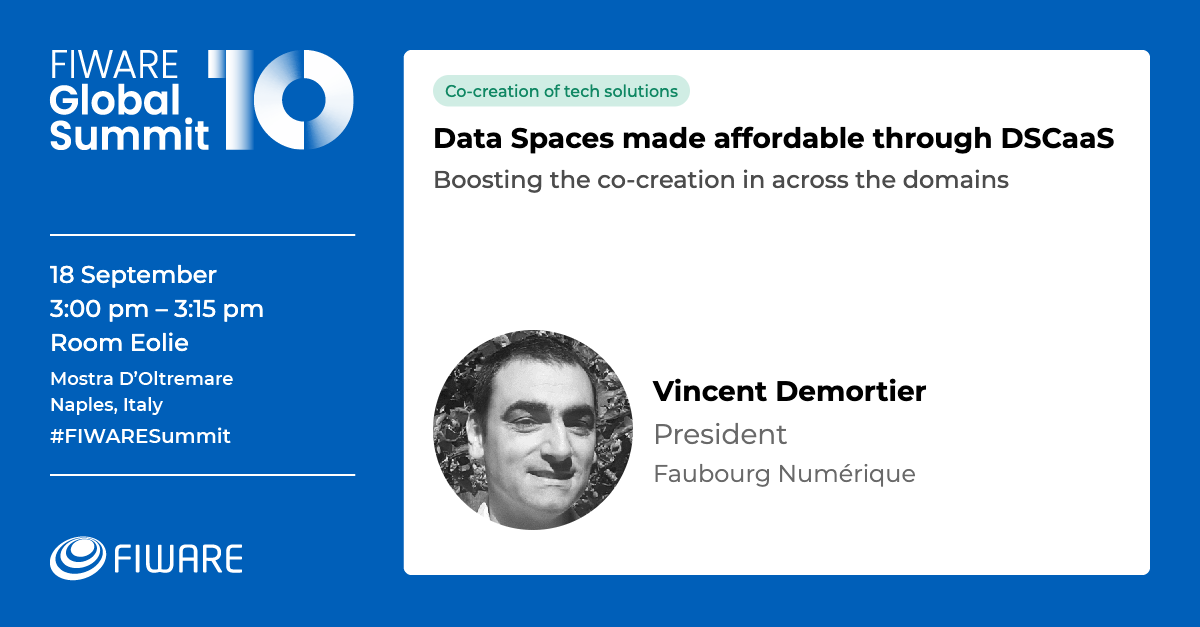 FIWARE
Global
Summit
10
18 September
3:00 pm – 3:15 pm
Room Eolie
Mostra D’Oltremare
Naples, Italy
#FIWARESummit
FIWARE
Co-creation of tech solutions
Data Spaces made affordable through DSCaaS
Boosting the co-creation in across the domains
Vincent Demortier
President
Faubourg Numérique